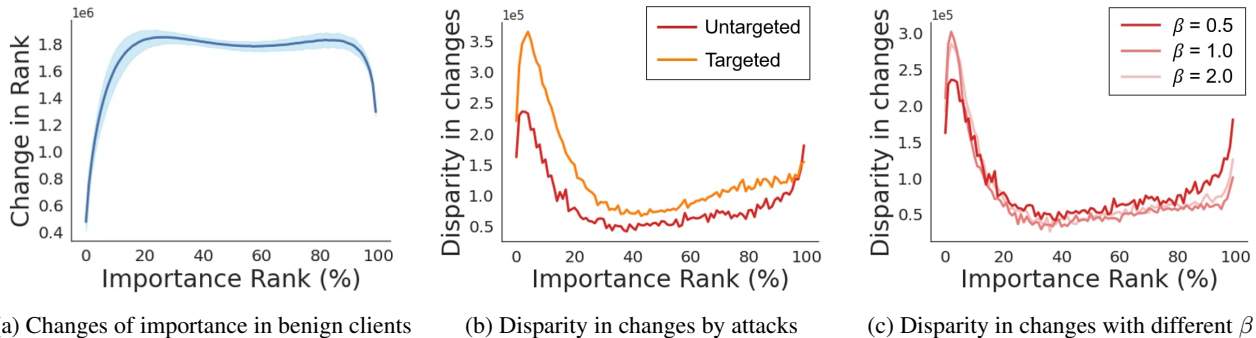 1e6
Change in Rank
1.8
1.6
1.4
1.2
1.0
0.8
0.6
0.4
0 20 40 60 80 100
Importance Rank (%)
(a) Changes of importance in benign clients
1e5
Disparity in changes
Untargeted
Targeted
3.5
3.0
2.5
2.0
1.5
1.0
0.5
0 20 40 60 80 100
Importance Rank (%)
(b) Disparity in changes by attacks
1e5
Disparity in changes
β = 0.5
β = 1.0
β = 2.0
3.0
2.5
2.0
1.5
1.0
0.5
0 20 40 60 80 100
Importance Rank (%)
(c) Disparity in changes with different β